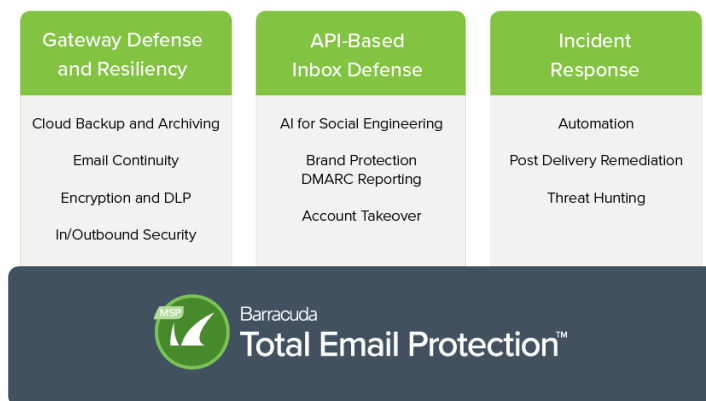 Gateway Defense
and Resiliency
Cloud Backup and Archiving
Email Continuity
Encryption and DLP
In/Outbound Security
API-Based
Inbox Defense
AI for Social Engineering
Brand Protection
DMARC Reporting
Account Takeover
Incident
Response
Automation
Post Delivery Remediation
Threat Hunting
MSP
Barracuda
Total Email Protection™